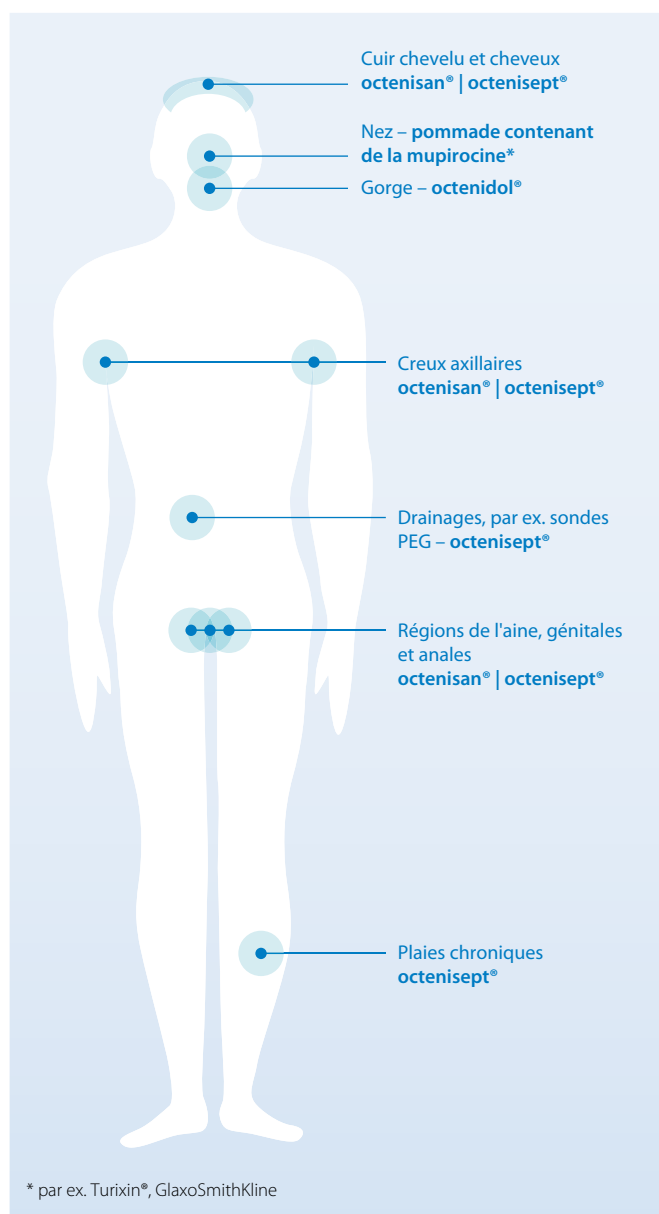 Cuir chevelu et cheveux
octenisan® | octenisept®
Nez – pommade contenant
de la mupirocine*
Gorge – octenidol®
Creux axillaires
octenisan® | octenisept®
Drainages, par ex. sondes
PEG – octenisept®
Régions de l'aine, génitales
et anales
octenisan® | octenisept®
Plaies chroniques
octenisept®
* par ex. Turixin®, GlaxoSmithKline